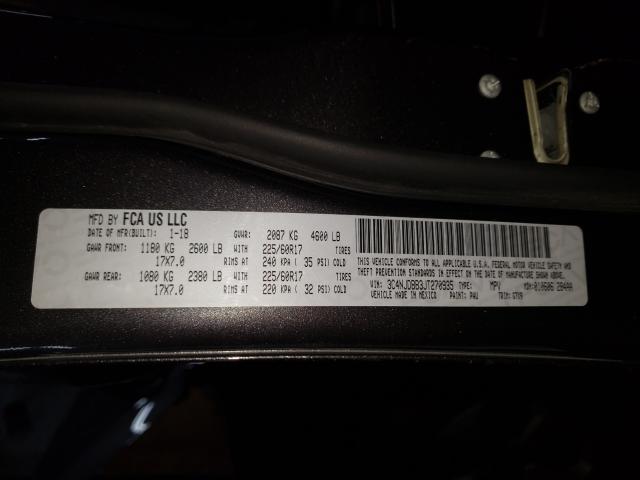 MFD BY FCA US LLC
DATE OF MFR(BUILT): 1-18 GVWR: 2087 KG 4600 LB
GAWR FRONT: 1180 KG 2600 LB WITH 225/60R17 TIRES
17X7.0 RIMS AT 240 KPA ( 35 PSI) COLD
GAWR REAR: 1080 KG 2380 LB WITH 225/60R17 TIRES
17X7.0 RIMS AT 220 KPA ( 32 PSI) COLD
THIS VEHICLE CONFORMS TO ALL APPLICABLE U.S.A. FEDERAL MOTOR VEHICLE SAFETY AND
THEFT PREVENTION STANDARDS IN EFFECT ON THE DATE OF MANUFACTURE SHOWN ABOVE.
VIN: 3C4NJDBB3JT270935 TYPE: MPV MDH:
VEHICLE MADE IN MEXICO PAINT: PAU TRIM: